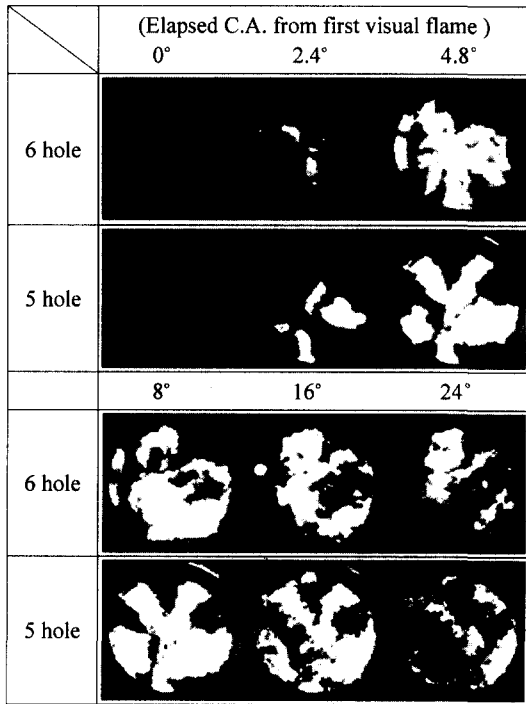 (Elapsed C.A. from first visual flame )
0° 2.4° 4.8°
6 hole
5 hole
8° 16° 24°
6 hole
5 hole